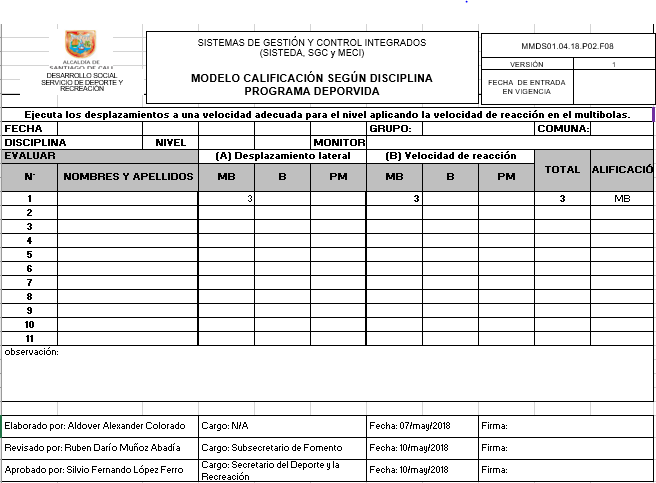 ALCALDÍA DE
SANTIAGO DE CALI
DESARROLLO SOCIAL
SERVICIO DE DEPORTE Y
RECREACIÓN
SISTEMAS DE GESTIÓN Y CONTROL INTEGRADOS
(SISTEDA, SGC y MECI)
MODELO CALIFICACIÓN SEGÚN DISCIPLINA
PROGRAMA DEPORVIDA
MMDS01.04.18.P02.F08
VERSIÓN 1
FECHA DE ENTRADA
EN VIGENCIA
Ejecuta los desplazamientos a una velocidad adecuada para el nivel aplicando la velocidad de reacción en el multibolas.
FECHA GRUPO: COMUNA:
DISCIPLINA NIVEL MONITOR
EVALUAR (A) Desplazamiento lateral (B) Velocidad de reacción
N° NOMBRES Y APELLIDOS MB B PM MB B PM TOTAL ALIFICACIÓ
1 3 3 3 MB
2
3
4
5
6
7
8
9
10
11
observación:
Elaborado por: Aldover Alexander Colorado Cargo: N/A Fecha: 07/may/2018 Firma:
Revisado por: Ruben Darío Muñoz Abadía Cargo: Subsecretario de Fomento Fecha: 10/may/2018 Firma:
Aprobado por: Silvio Fernando López Ferro Cargo: Secretario del Deporte y la Recreación Fecha: 10/may/2018 Firma: